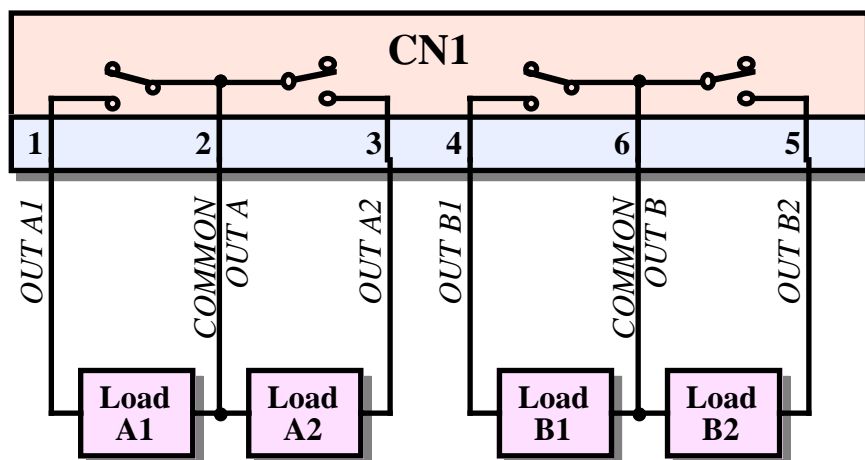 CN1
1 2 3 4 6 5
OUT A1
COMMON
OUT A
OUT A2
OUT B1
COMMON
OUT B
OUT B2
Load
A1
Load
A2
Load
B1
Load
B2